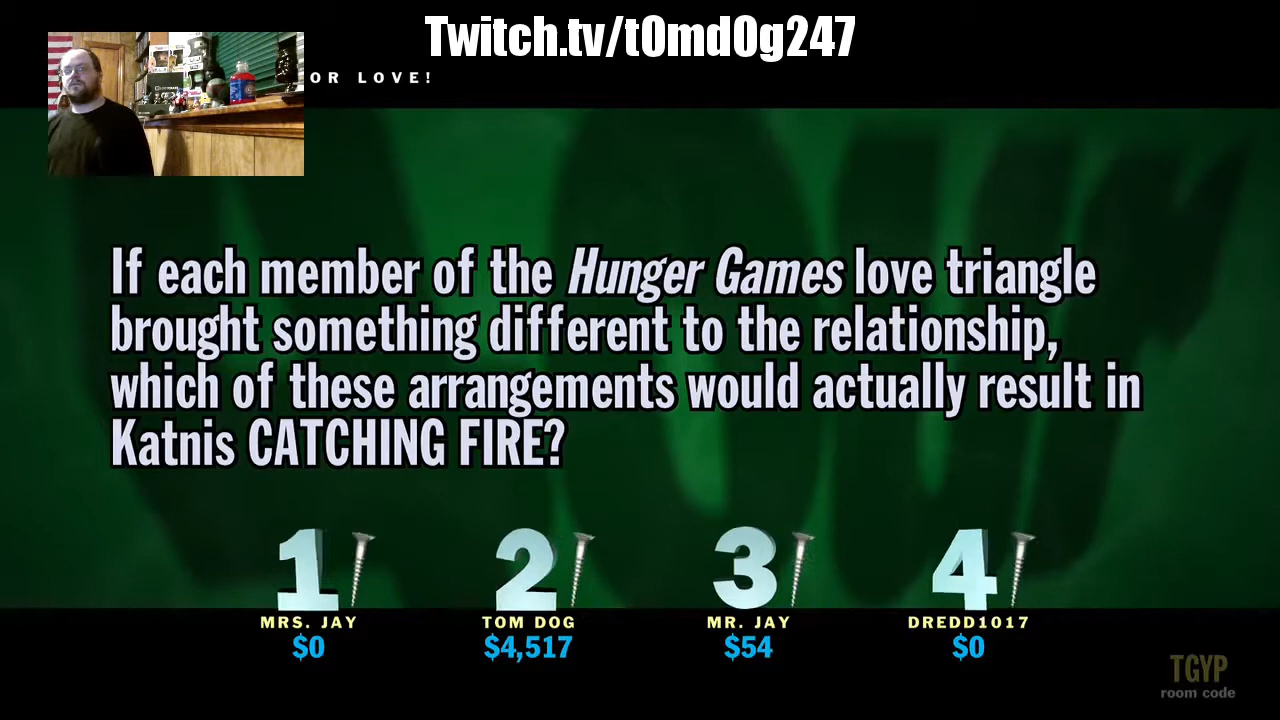 Twitch.tv/t0md0g247
OR LOVE!
If each member of the Hunger Games love triangle
brought something different to the relationship,
which of these arrangements would actually result in
Katnis CATCHING FIRE?
1 2 3 4
MRS. JAY TOM DOG MR. JAY DREDD1017
$0 $4,517 $54 $0
TGYP
room code